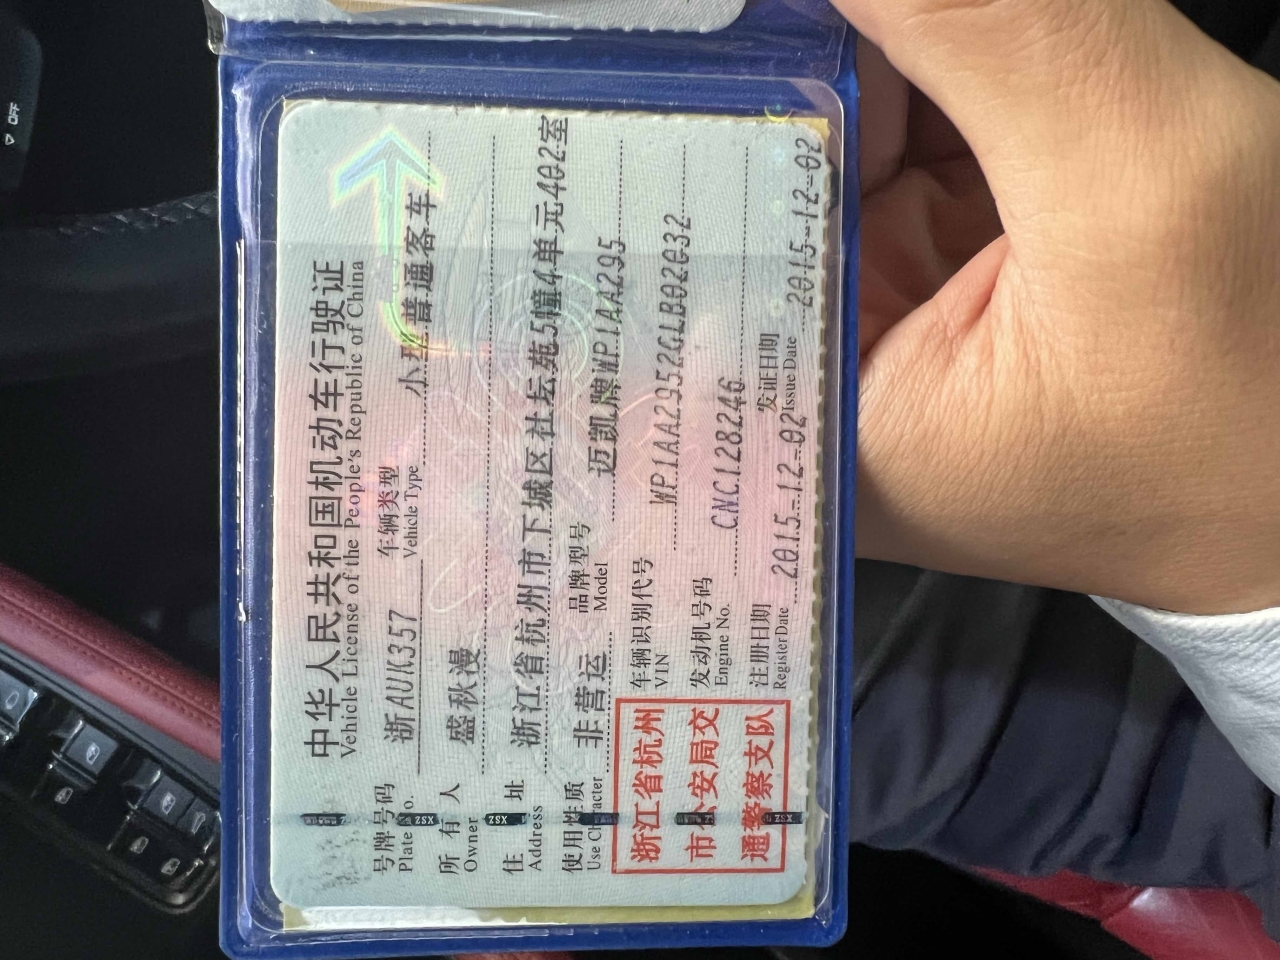 中华人民共和国机动车行驶证
Vehicle License of the People's Republic of China
号牌号码 浙AUK357 车辆类型 小型普通客车
Plate No. Vehicle Type
所有人 盛秋漫
Owner
住址 浙江省杭州市下城区社坛苑5幢4单元402室
Address
使用性质 非营运 品牌型号 迈凯牌WP1AA295
Use Character Model
浙江省杭州
市公安局交
通警察支队
车辆识别代号 WP1AA2952GLB02032
VIN
发动机号码 CNC128246
Engine No.
注册日期 2015-12-02 发证日期 2015-12-02
Register Date Issue Date
ZSX
ZSX
ZSX
OFF